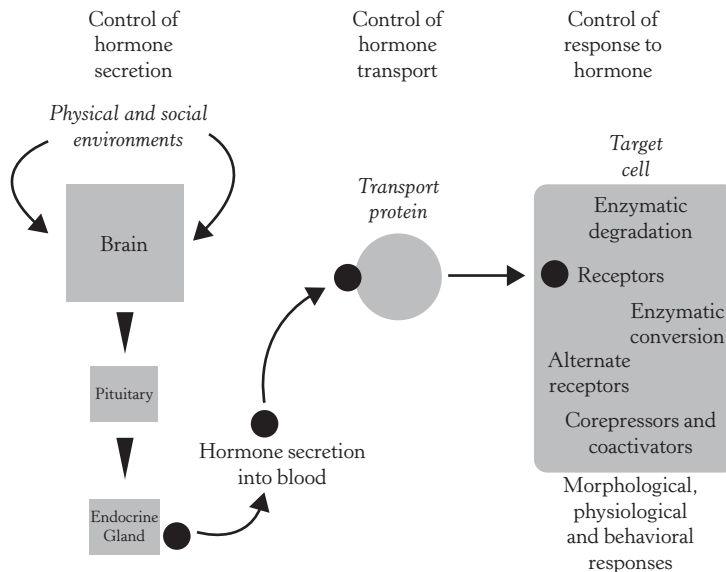 Control of
hormone
secretion
Control of
hormone
transport
Control of
response to
hormone
Physical and social
environments
Brain
Pituitary
Endocrine
Gland
Hormone secretion
into blood
Transport
protein
Target
cell
Enzymatic
degradation
Receptors
Enzymatic
conversion
Alternate
receptors
Corepressors and
coactivators
Morphological,
physiological
and behavioral
responses